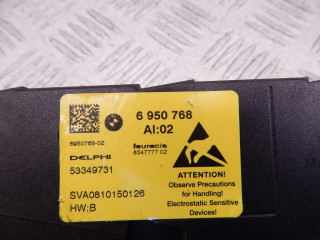 6 950 768
AI:02
6950768-02
DELPHI
faurecia
8347777 02
53349731
SVA0810150126
HW:B
ATTENTION!
Observe Precautions
for Handling!
Electrostatic Sensitive
Devices!